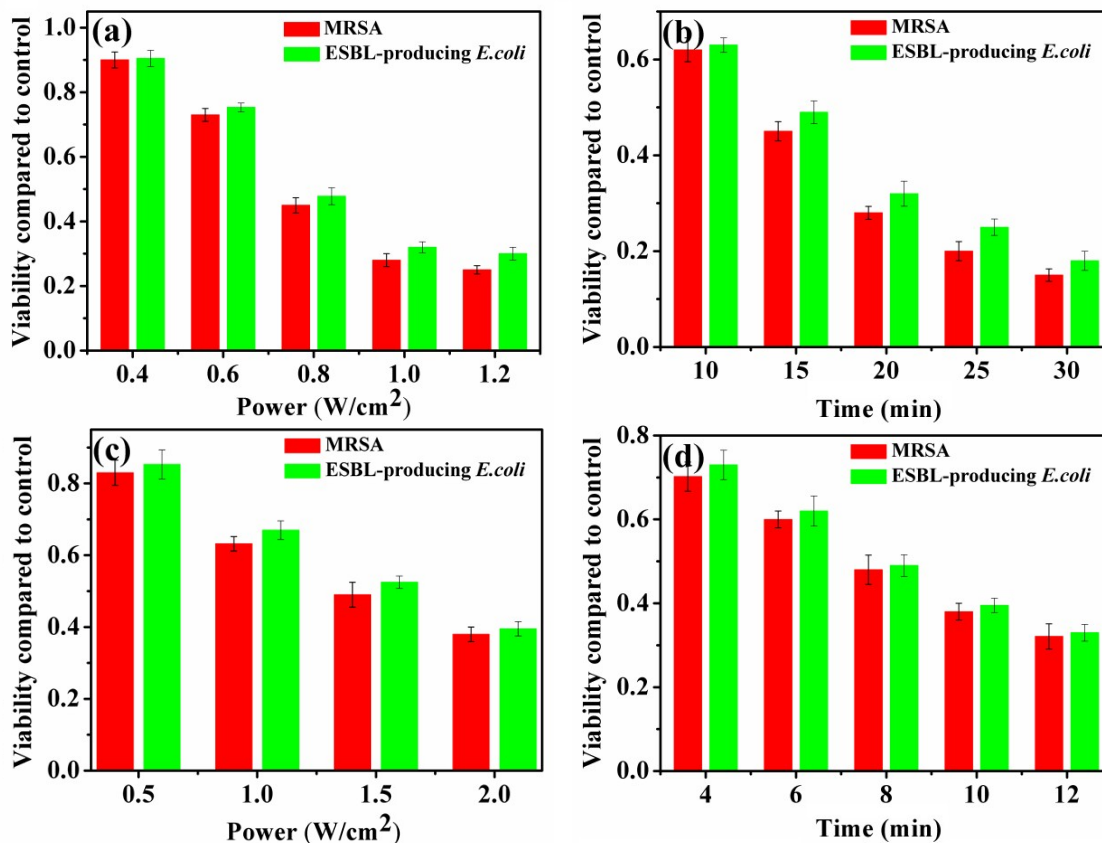 (a)
MRSA
ESBL-producing E.coli
Viability compared to control
1.0
0.8
0.6
0.4
0.2
0.0
0.4 0.6 0.8 1.0 1.2
Power (W/cm²)
(b)
MRSA
ESBL-producing E.coli
Viability compared to control
0.6
0.4
0.2
0.0
10 15 20 25 30
Time (min)
(c)
MRSA
ESBL-producing E.coli
Viability compared to control
0.8
0.6
0.4
0.2
0.0
0.5 1.0 1.5 2.0
Power (W/cm²)
(d)
MRSA
ESBL-producing E.coli
Viability compared to control
0.8
0.6
0.4
0.2
0.0
4 6 8 10 12
Time (min)